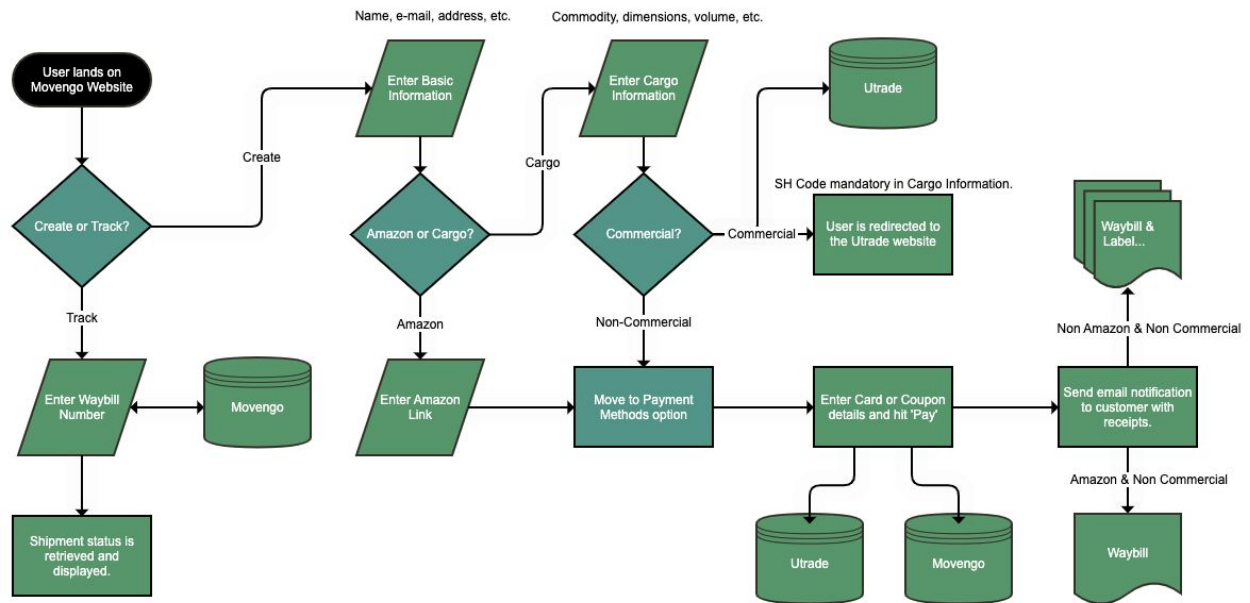 Name, e-mail, address, etc.
Commodity, dimensions, volume, etc.
User lands on
Movengo Website
Enter Basic
Information
Enter Cargo
Information
Utrade
Create
Cargo
SH Code mandatory in Cargo Information.
Create or Track?
Amazon or Cargo?
Commercial?
Commercial
User is redirected to
the Utrade website
Waybill &
Label...
Track
Amazon
Non-Commercial
Non Amazon & Non Commercial
Enter Waybill
Number
Movengo
Enter Amazon
Link
Move to Payment
Methods option
Enter Card or Coupon
details and hit 'Pay'
Send email notification
to customer with
receipts.
Amazon & Non Commercial
Shipment status is
retrieved and
displayed.
Utrade
Movengo
Waybill